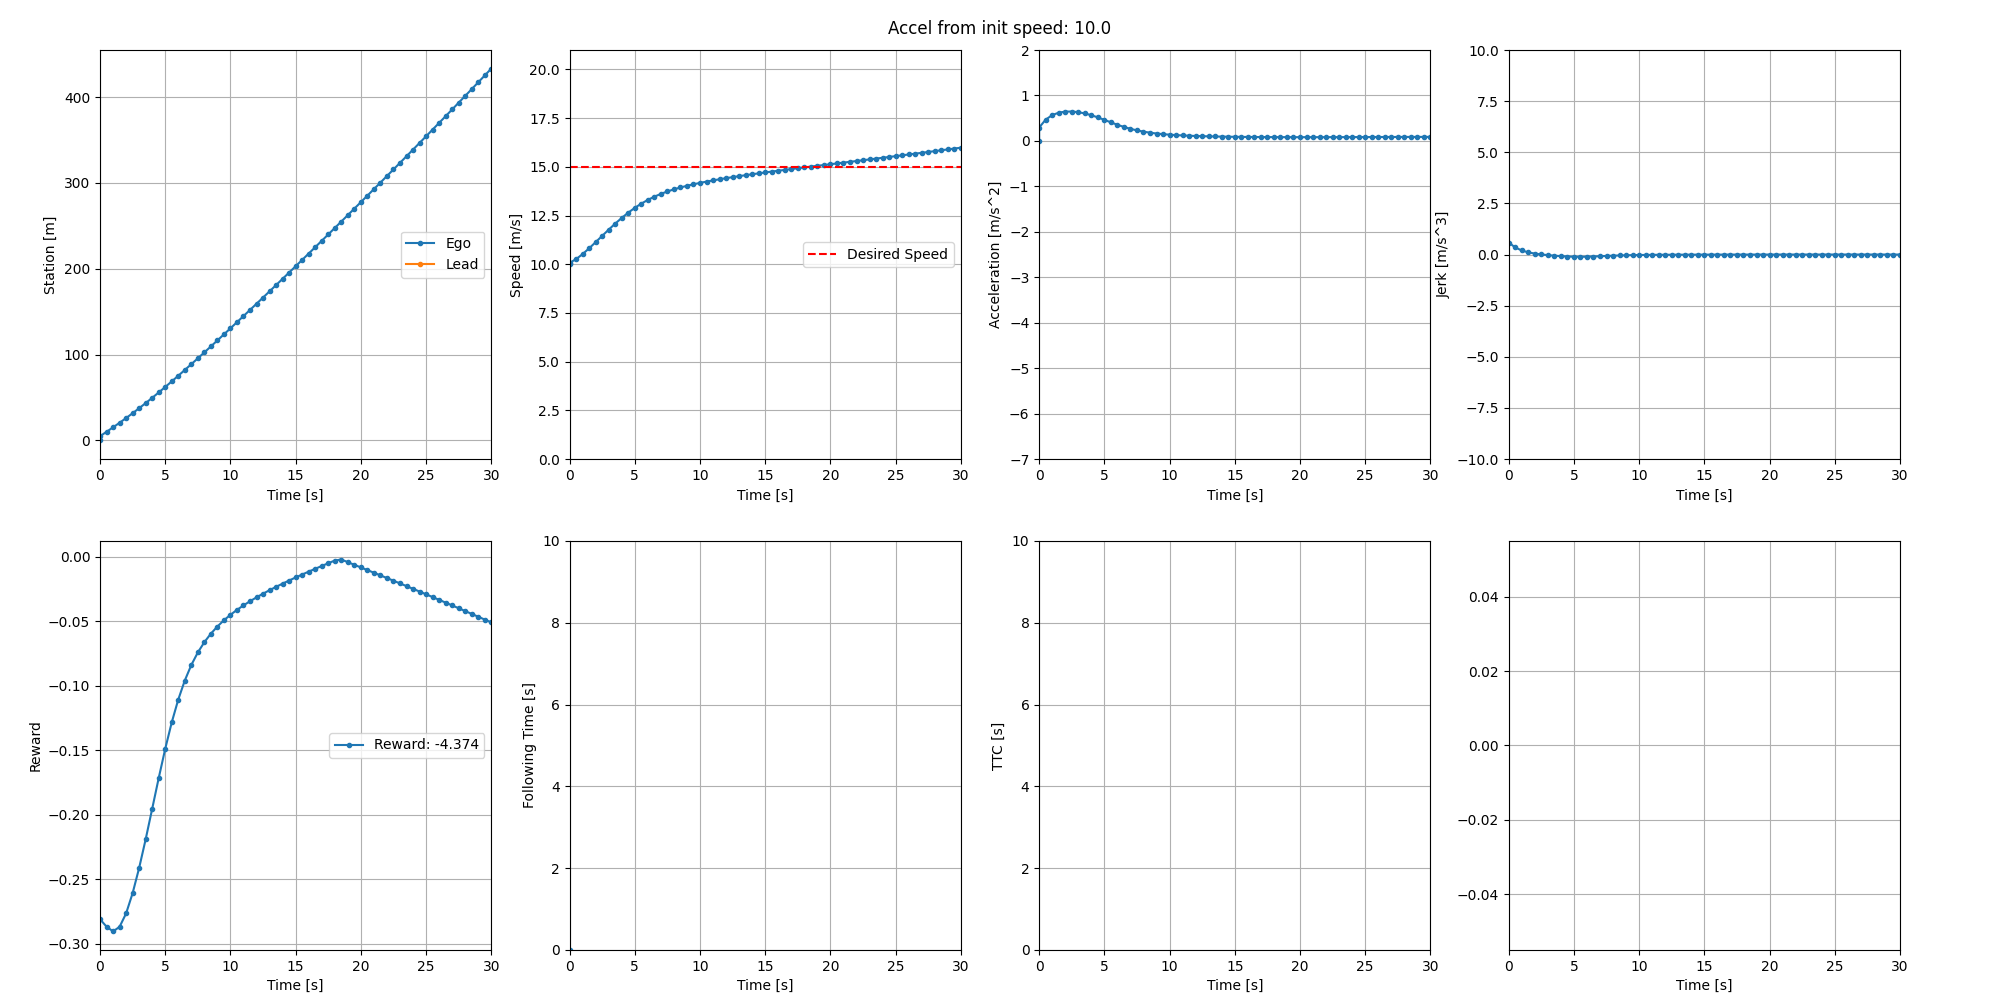 Accel from init speed: 10.0
Station [m]
400
300
200
100
0
0 5 10 15 20 25 30
Time [s]
Ego
Lead
Speed [m/s]
20.0
17.5
15.0
12.5
10.0
7.5
5.0
2.5
0.0
0 5 10 15 20 25 30
Time [s]
Desired Speed
Acceleration [m/s^2]
2
1
0
−1
−2
−3
−4
−5
−6
−7
0 5 10 15 20 25 30
Time [s]
Jerk [m/s^3]
10.0
7.5
5.0
2.5
0.0
−2.5
−5.0
−7.5
−10.0
0 5 10 15 20 25 30
Time [s]
Reward
0.00
−0.05
−0.10
−0.15
−0.20
−0.25
−0.30
0 5 10 15 20 25 30
Time [s]
Reward: -4.374
Following Time [s]
10
8
6
4
2
0
0 5 10 15 20 25 30
Time [s]
TTC [s]
10
8
6
4
2
0
0 5 10 15 20 25 30
Time [s]
0.04
0.02
0.00
−0.02
−0.04
0 5 10 15 20 25 30
Time [s]